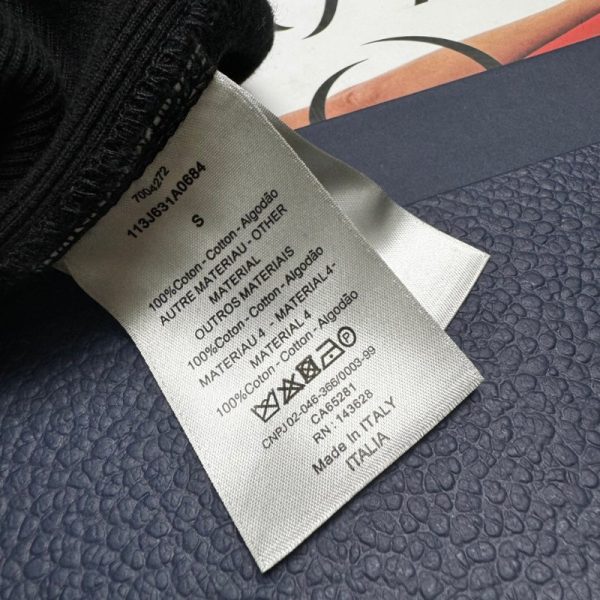 7004272
113J631A0684
S
100%Coton - Cotton - Algodão
AUTRE MATERIAU - OTHER
MATERIAL
OUTROS MATERIAIS
100%Coton - Cotton - Algodão
MATERIAU 4 - MATERIAL 4-
MATERIAL 4
100%Coton - Cotton - Algodão
P
CNPJ 02-046-366/0003-99
CA65281
RN : 143628
Made In ITALY
ITALIA